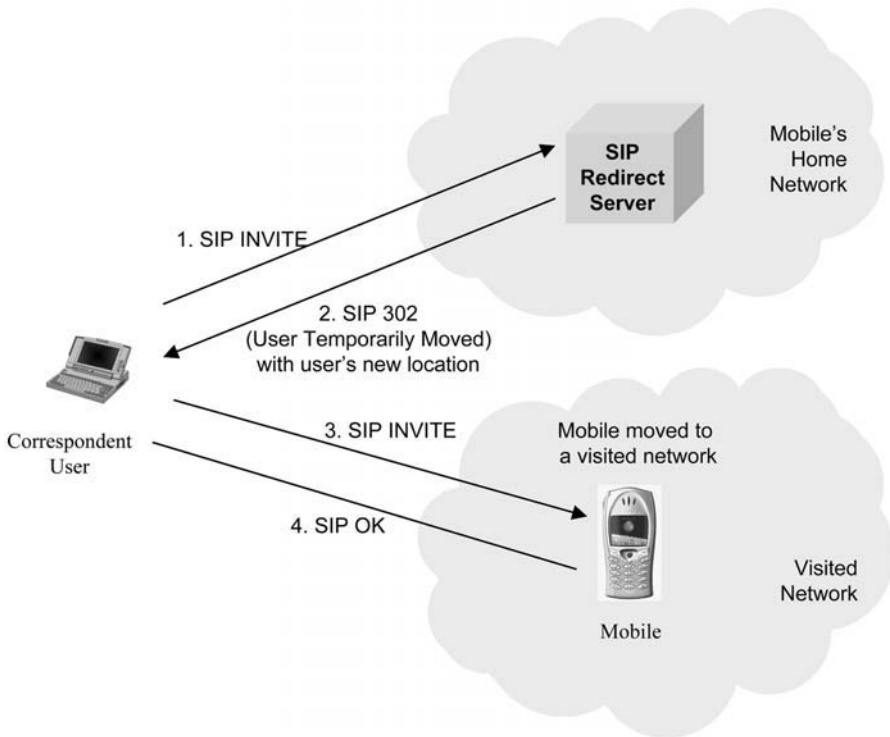 SIP
Redirect
Server
Mobile's
Home
Network
1. SIP INVITE
2. SIP 302
(User Temporarily Moved)
with user's new location
Correspondent
User
3. SIP INVITE
4. SIP OK
Mobile moved to
a visited network
Visited
Network
Mobile